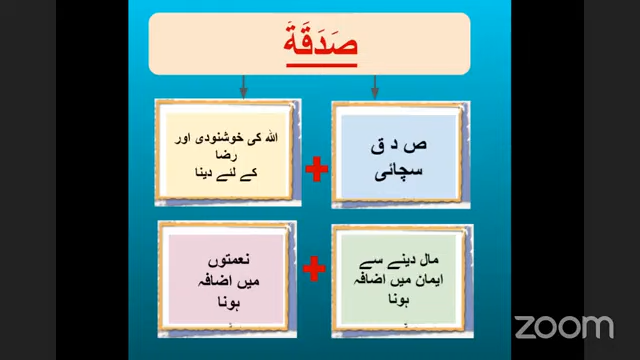 صَدَقَةَ
ص د ق
سچائی
اللہ کی خوشنودی اور
رضا
کے لئے دینا
مال دینے سے
ایمان میں اضافہ
ہونا
نعمتوں
میں اضافہ
ہونا
zoom